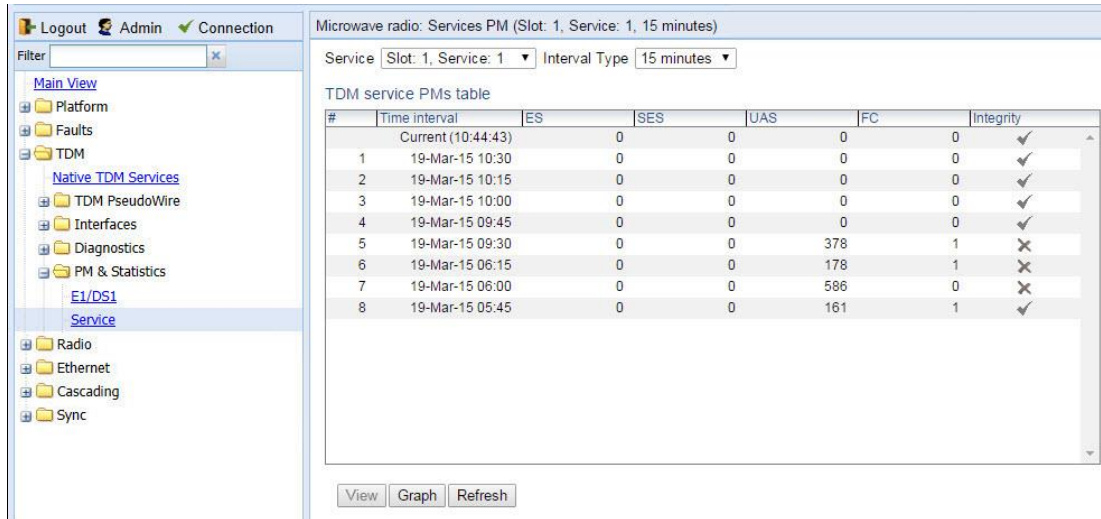 Logout Admin Connection
Filter
Main View
Platform
Faults
TDM
Native TDM Services
TDM PseudoWire
Interfaces
Diagnostics
PM & Statistics
E1/DS1
Service
Radio
Ethernet
Cascading
Sync
Microwave radio: Services PM (Slot: 1, Service: 1, 15 minutes)
Service Slot: 1, Service: 1 Interval Type 15 minutes
TDM service PMs table
# Time interval ES SES UAS FC Integrity
Current (10:44:43) 0 0 0 0
1 19-Mar-15 10:30 0 0 0 0
2 19-Mar-15 10:15 0 0 0 0
3 19-Mar-15 10:00 0 0 0 0
4 19-Mar-15 09:45 0 0 0 0
5 19-Mar-15 09:30 0 0 378 1
6 19-Mar-15 06:15 0 0 178 1
7 19-Mar-15 06:00 0 0 586 0
8 19-Mar-15 05:45 0 0 161 1
View Graph Refresh